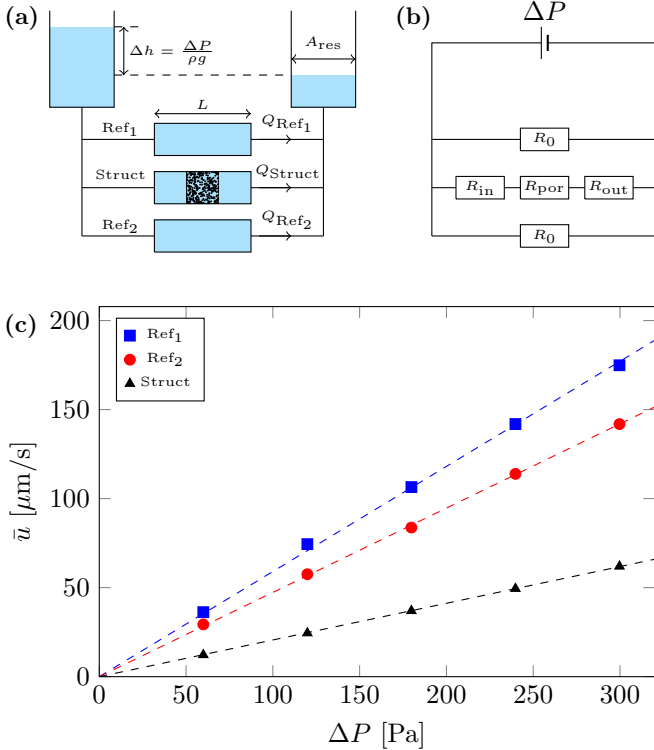 (a)
Δh = ΔP/ρg
A_res
L
Ref₁
Q_Ref₁
Struct
Q_Struct
Ref₂
Q_Ref₂
(b)
ΔP
R₀
R_in R_por R_out
R₀
(c)
Ref₁
Ref₂
Struct
200
150
100
50
0
ū [μm/s]
0 50 100 150 200 250 300
ΔP [Pa]